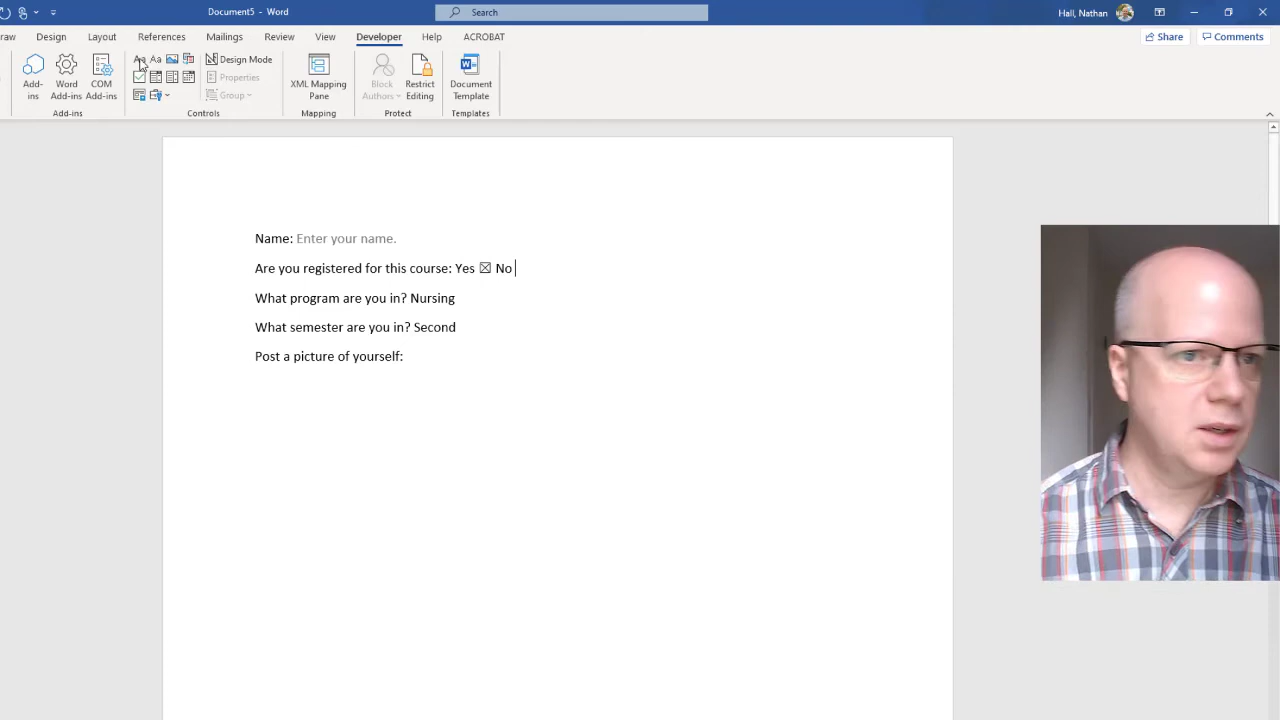 Document5 - Word
Search
Hall, Nathan
raw Design Layout References Mailings Review View Developer Help ACROBAT
Share Comments
Add-ins
Word Add-ins
COM Add-ins
Aa Aa
Design Mode
Properties
Group
XML Mapping Pane
Block Authors
Restrict Editing
Document Template
Add-ins Controls Mapping Protect Templates
Name: Enter your name.
Are you registered for this course: Yes ☒ No
What program are you in? Nursing
What semester are you in? Second
Post a picture of yourself: